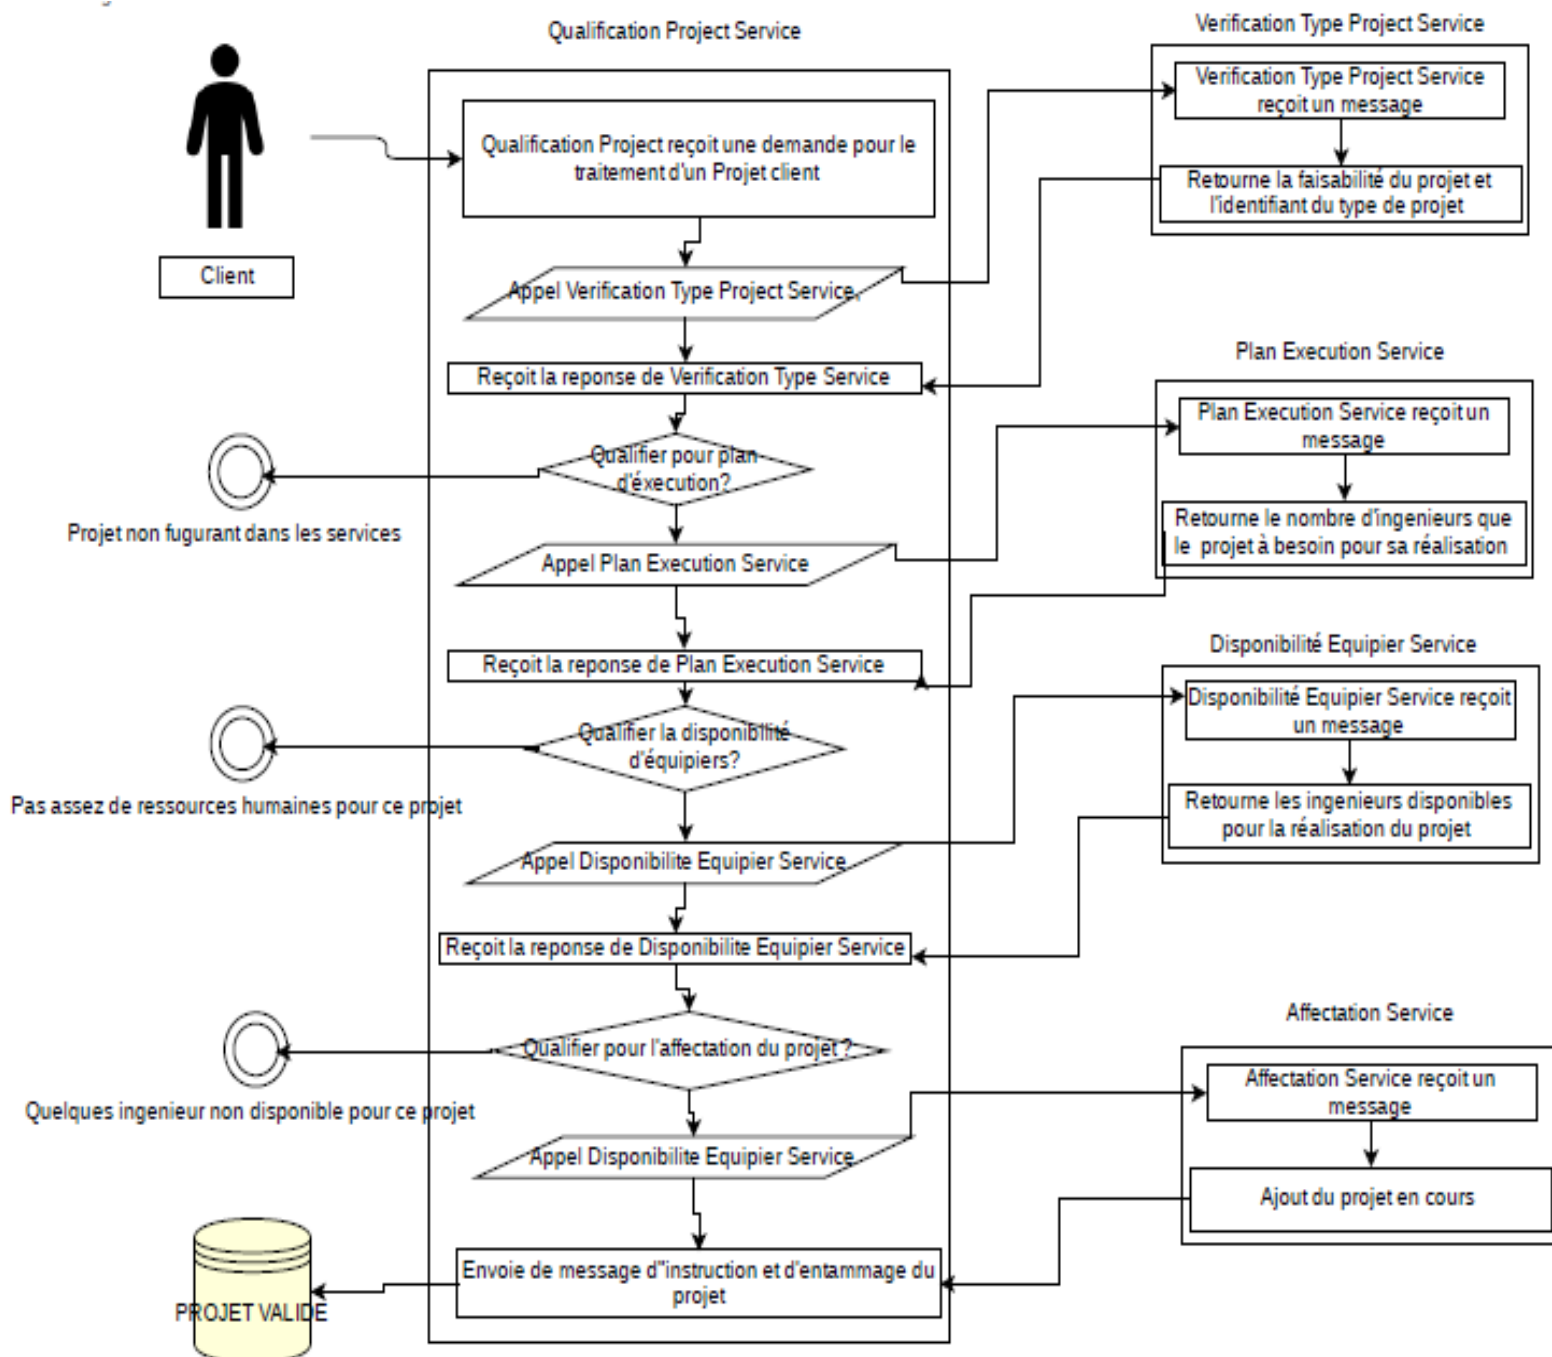 Qualification Project Service
Verification Type Project Service
Verification Type Project Service
reçoit un message
Qualification Project reçoit une demande pour le
traitement d'un Projet client
Retourne la faisabilité du projet et
l'identifiant du type de projet
Client
Appel Verification Type Project Service,
Reçoit la reponse de Verification Type Service
Plan Execution Service
Plan Execution Service reçoit un
message
Qualifier pour plan
d'éxecution?
Projet non fugurant dans les services
Retourne le nombre d'ingenieurs que
le projet à besoin pour sa réalisation
Appel Plan Execution Service
Reçoit la reponse de Plan Execution Service
Disponibilité Equipier Service
Disponibilité Equipier Service reçoit
un message
Qualifier la disponibilité
d'équipiers?
Pas assez de ressources humaines pour ce projet
Retourne les ingenieurs disponibles
pour la réalisation du projet
Appel Disponibilite Equipier Service
Reçoit la reponse de Disponibilite Equipier Service
Affectation Service
Qualifier pour l'affectation du projet ?
Affectation Service reçoit un
message
Quelques ingenieur non disponible pour ce projet
Appel Disponibilite Equipier Service
Ajout du projet en cours
Envoie de message d"instruction et d'entammage du
projet
PROJET VALIDE